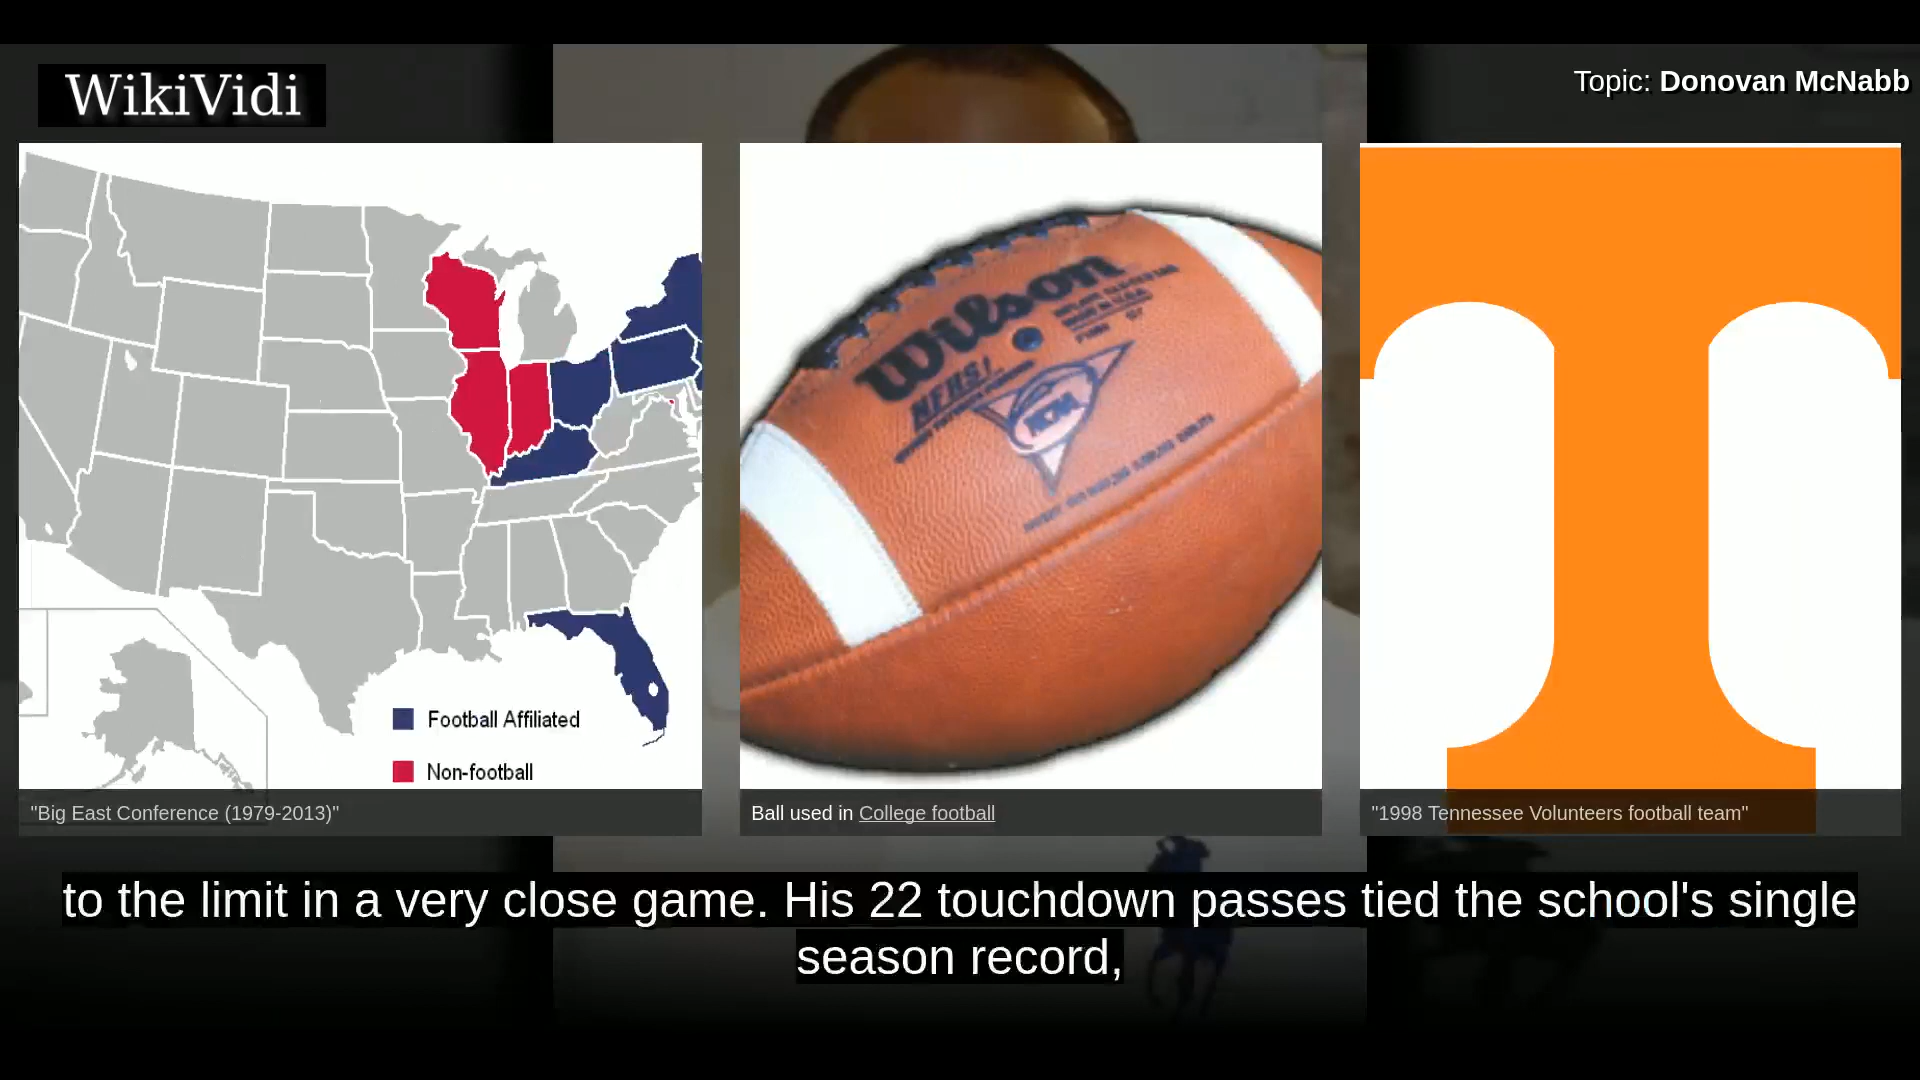 WikiVidi
Topic: Donovan McNabb
Football Affiliated
Non-football
Wilson
"Big East Conference (1979-2013)"
Ball used in College football
"1998 Tennessee Volunteers football team"
to the limit in a very close game. His 22 touchdown passes tied the school's single
season record,